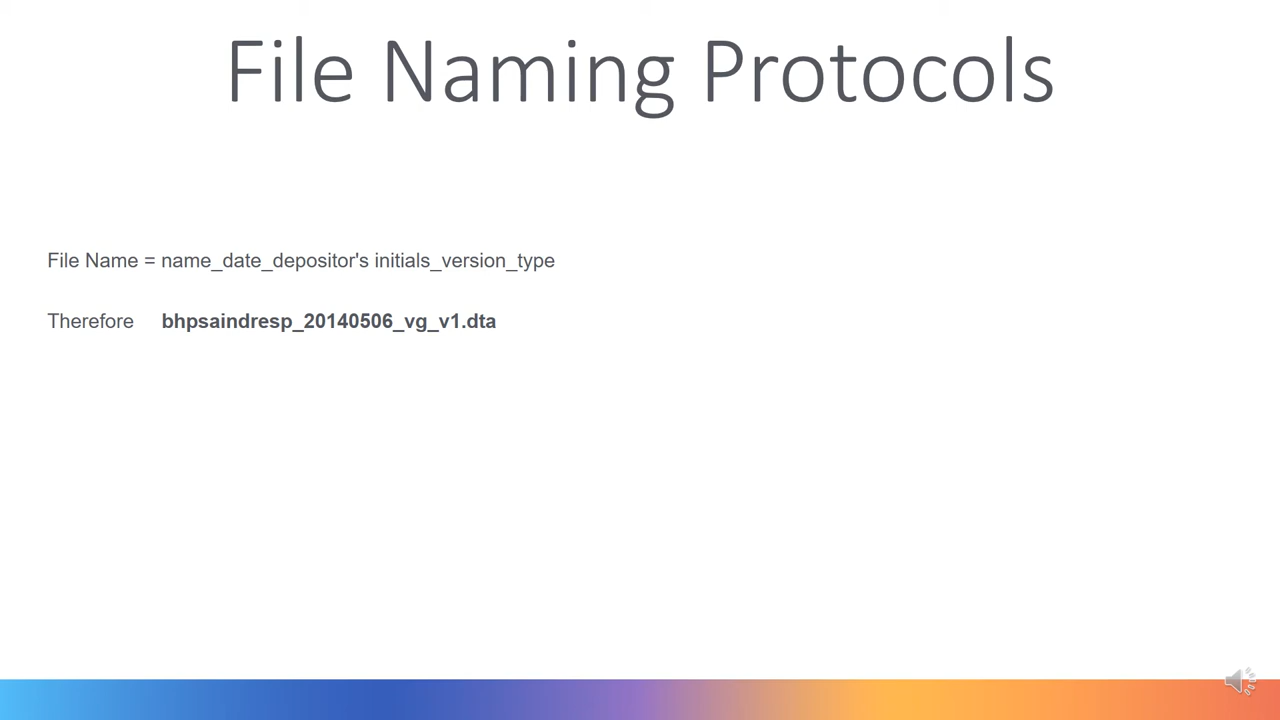 File Naming Protocols
File Name = name_date_depositor's initials_version_type
Therefore bhpsaindresp_20140506_vg_v1.dta